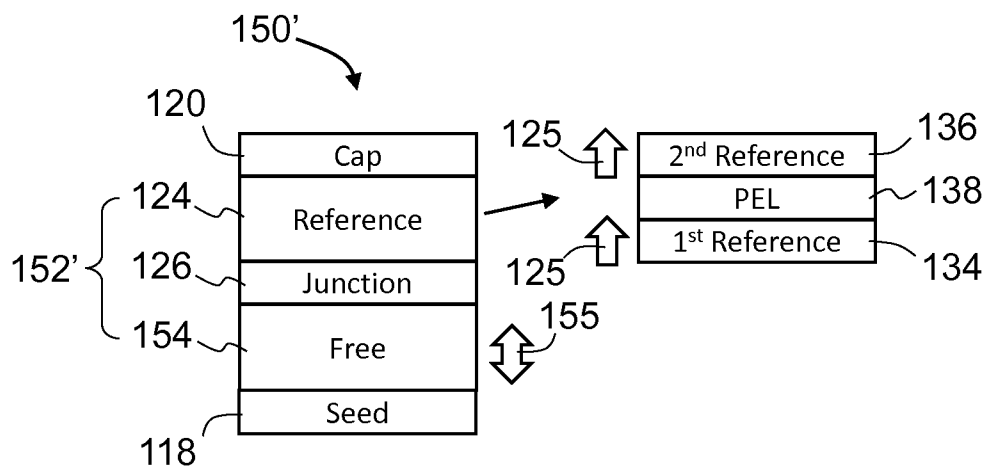 150'
120
Cap
125
2nd Reference
136
124
Reference
PEL
138
152'
126
Junction
125
1st Reference
134
154
Free
155
Seed
118